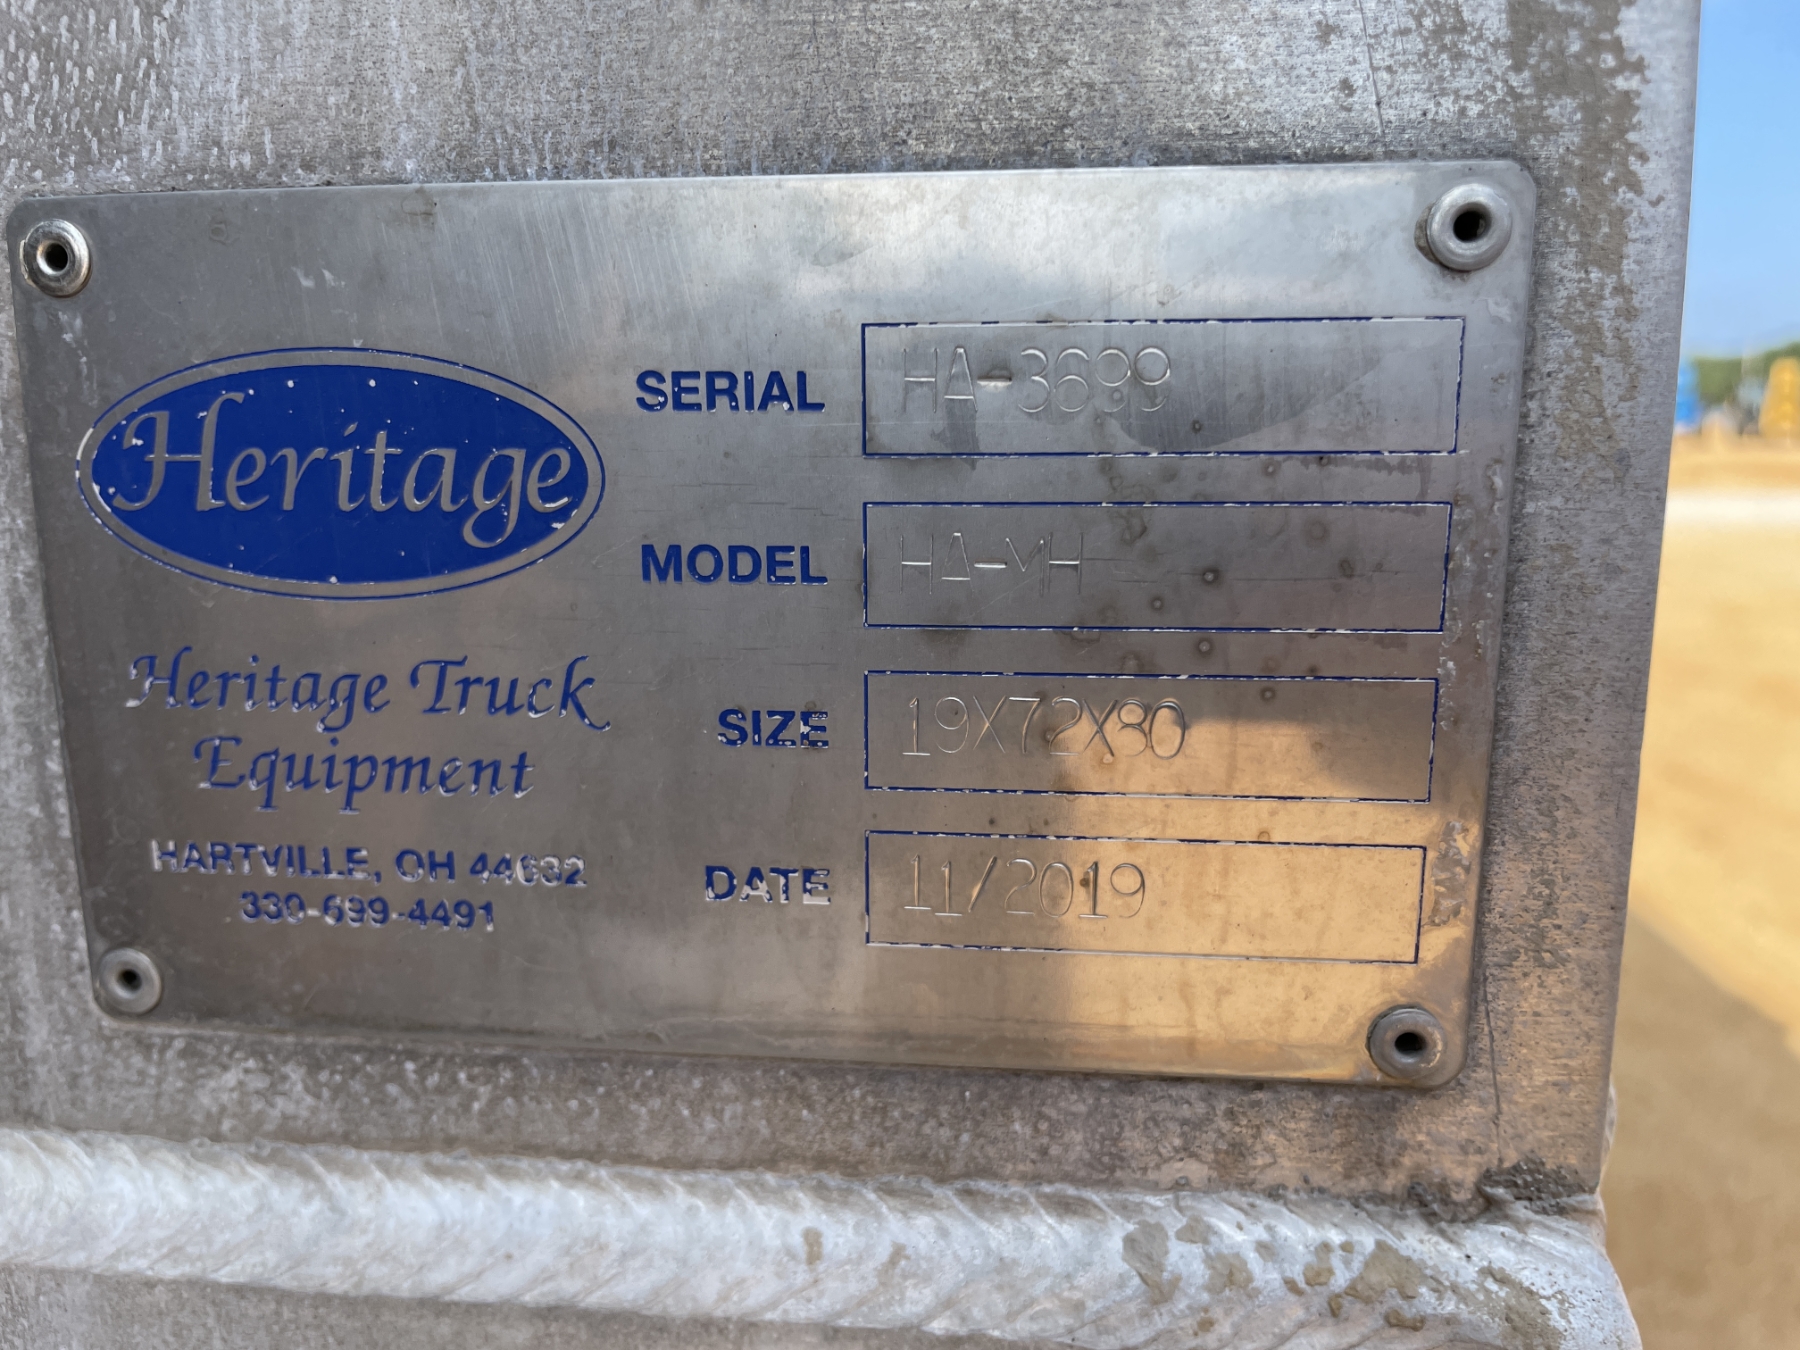 Heritage
Heritage Truck
Equipment
HARTVILLE, OH 44632
330-699-4491
SERIAL HA-3699
MODEL HA-MH
SIZE 19X72X80
DATE 11/2019